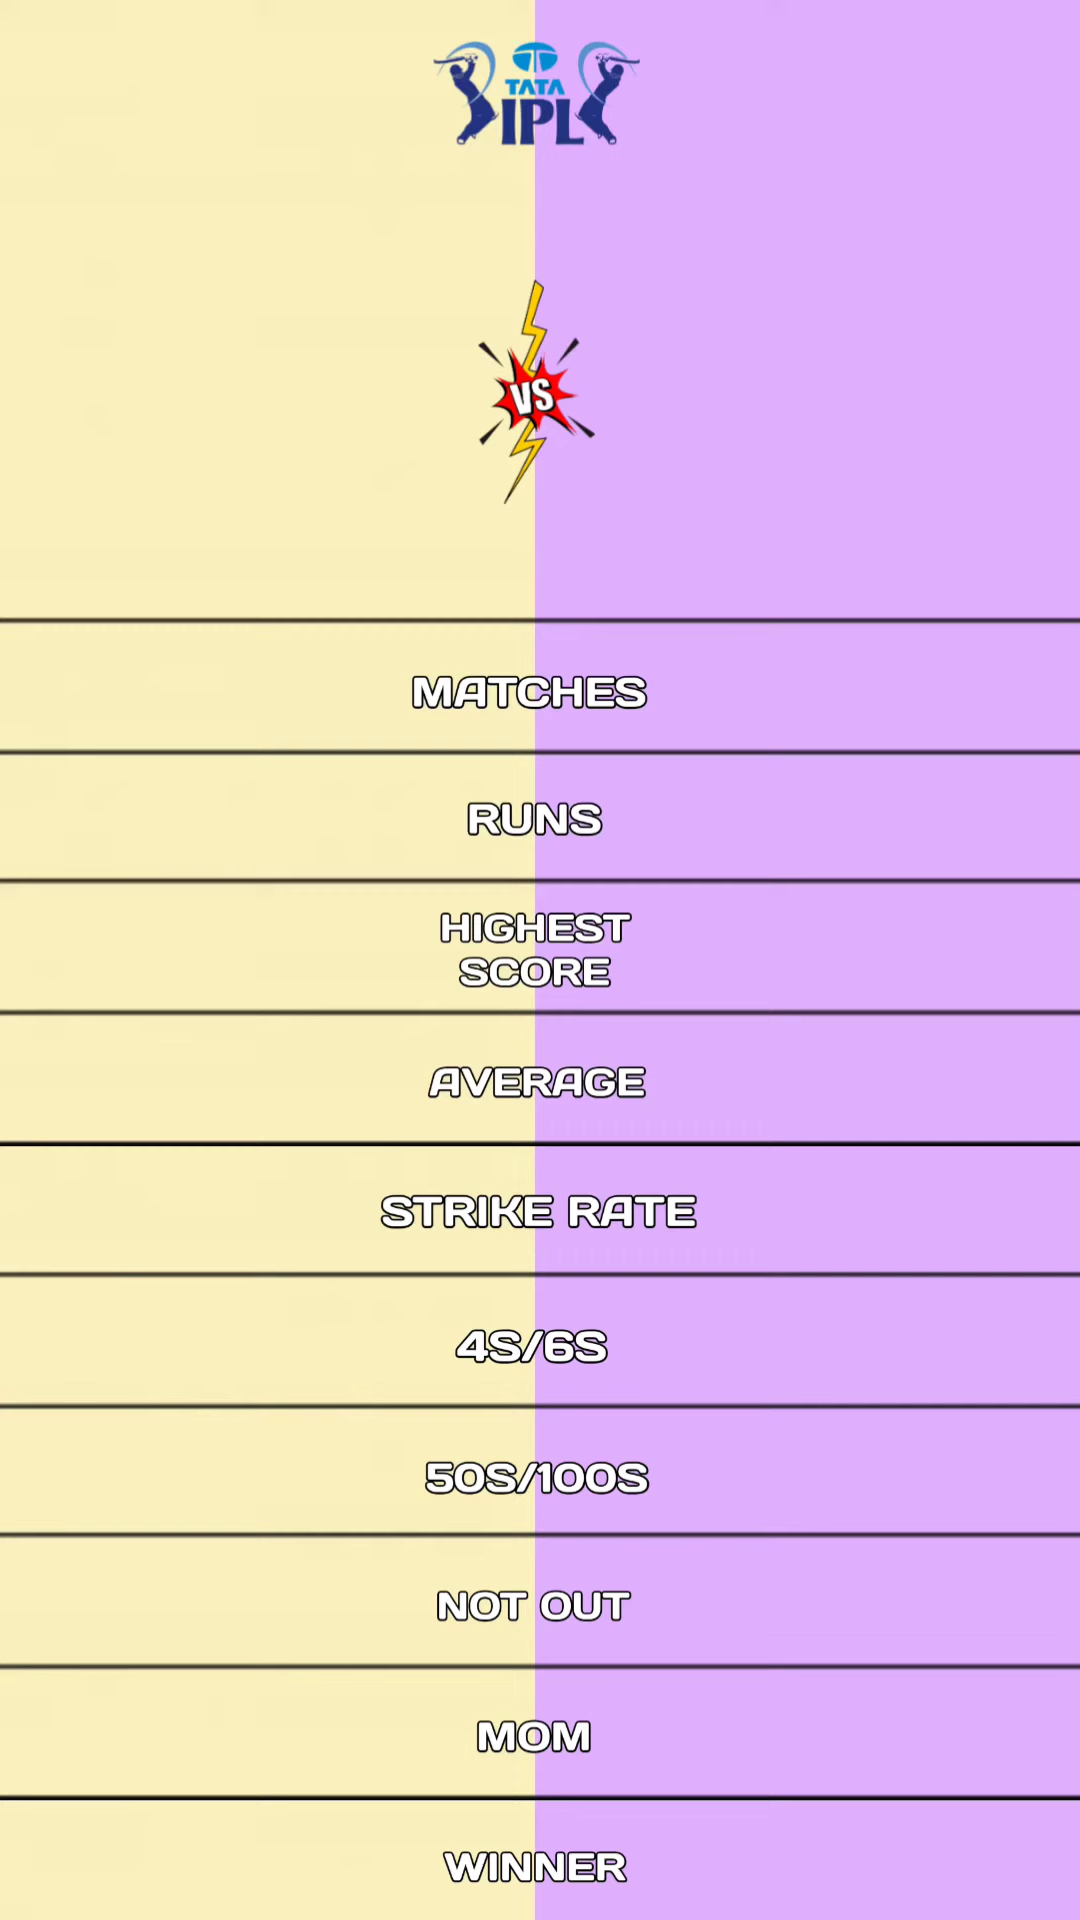 TATA
IPL
VS
MATCHES
RUNS
HIGHEST
SCORE
AVERAGE
STRIKE RATE
4S/6S
50S/100S
NOT OUT
MOM
WINNER